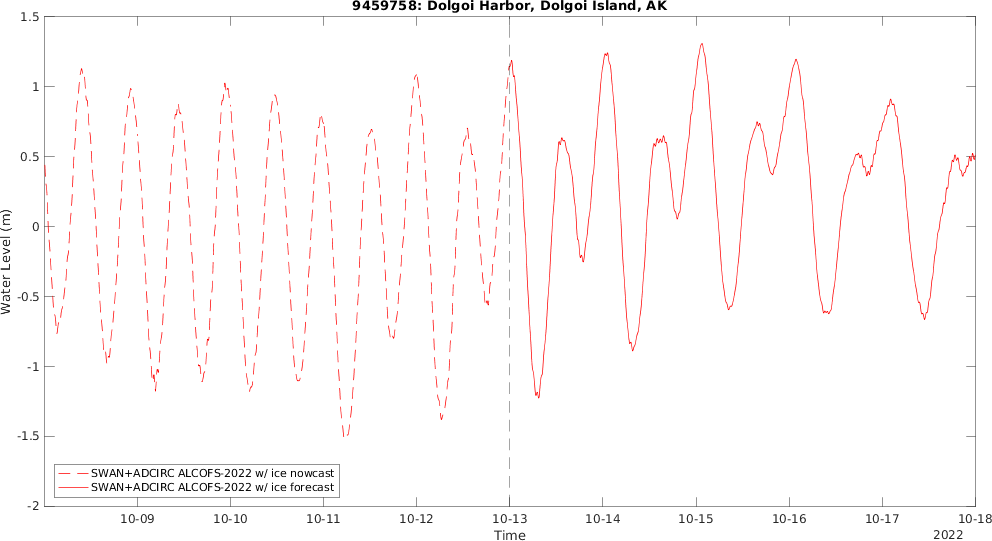 9459758: Dolgoi Harbor, Dolgoi Island, AK
1.5
1
0.5
0
-0.5
-1
-1.5
-2
Water Level (m)
SWAN+ADCIRC ALCOFS-2022 w/ ice nowcast
SWAN+ADCIRC ALCOFS-2022 w/ ice forecast
10-09 10-10 10-11 10-12 10-13 10-14 10-15 10-16 10-17 10-18
Time
2022